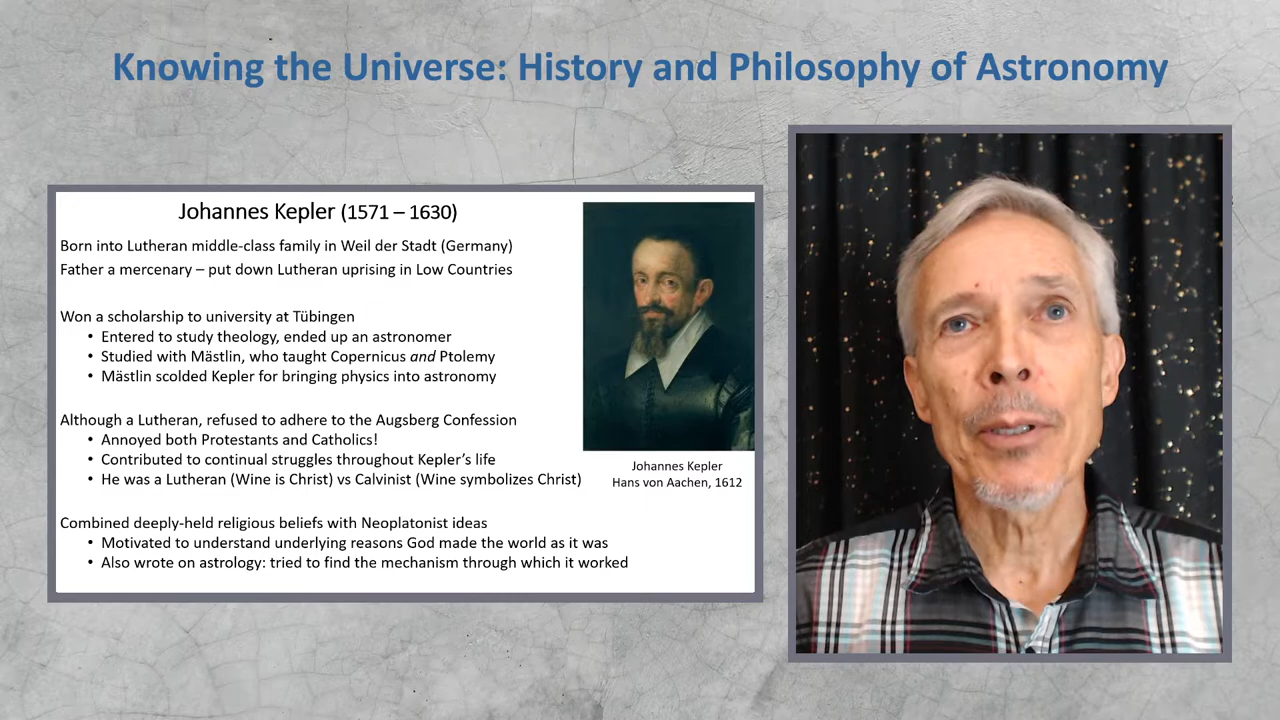 Knowing the Universe: History and Philosophy of Astronomy
Johannes Kepler (1571 – 1630)
Born into Lutheran middle-class family in Weil der Stadt (Germany)
Father a mercenary – put down Lutheran uprising in Low Countries
Won a scholarship to university at Tübingen
• Entered to study theology, ended up an astronomer
• Studied with Mästlin, who taught Copernicus and Ptolemy
• Mästlin scolded Kepler for bringing physics into astronomy
Although a Lutheran, refused to adhere to the Augsberg Confession
• Annoyed both Protestants and Catholics!
• Contributed to continual struggles throughout Kepler's life
• He was a Lutheran (Wine is Christ) vs Calvinist (Wine symbolizes Christ)
Combined deeply-held religious beliefs with Neoplatonist ideas
• Motivated to understand underlying reasons God made the world as it was
• Also wrote on astrology: tried to find the mechanism through which it worked
Johannes Kepler
Hans von Aachen, 1612